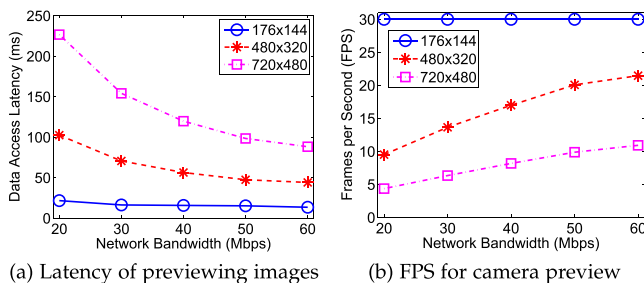 250
200
150
100
50
0
Data Access Latency (ms)
176x144
480x320
720x480
20 30 40 50 60
Network Bandwidth (Mbps)
(a) Latency of previewing images
30
25
20
15
10
5
0
Frames per Second (FPS)
176x144
480x320
720x480
20 30 40 50 60
Network Bandwidth (Mbps)
(b) FPS for camera preview